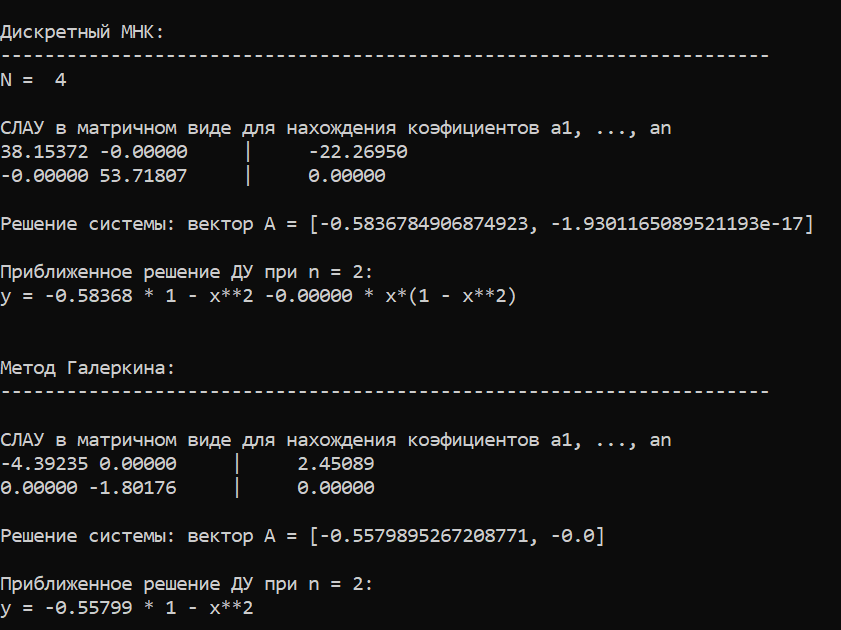 Дискретный МНК:
----------------------------------------------------------------------
N =  4
СЛАУ в матричном виде для нахождения коэфициентов a1, ..., an
38.15372 -0.00000     |     -22.26950
-0.00000 53.71807     |     0.00000
Решение системы: вектор A = [-0.5836784906874923, -1.9301165089521193e-17]
Приближенное решение ДУ при n = 2:
y = -0.58368 * 1 - x**2 -0.00000 * x*(1 - x**2)
Метод Галеркина:
----------------------------------------------------------------------
СЛАУ в матричном виде для нахождения коэфициентов a1, ..., an
-4.39235 0.00000     |     2.45089
0.00000 -1.80176     |     0.00000
Решение системы: вектор A = [-0.5579895267208771, -0.0]
Приближенное решение ДУ при n = 2:
y = -0.55799 * 1 - x**2